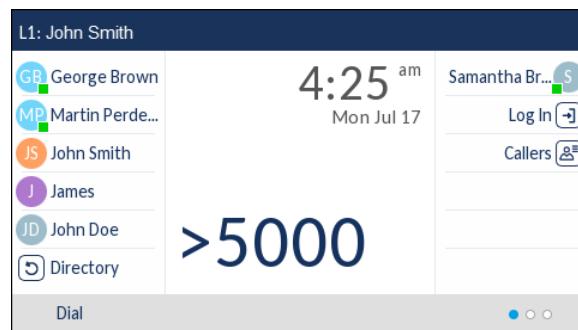 L1: John Smith
GB George Brown
MP Martin Perde...
JS John Smith
J James
JD John Doe
Directory
4:25 am
Mon Jul 17
>5000
Samantha Br... S
Log In
Callers
Dial